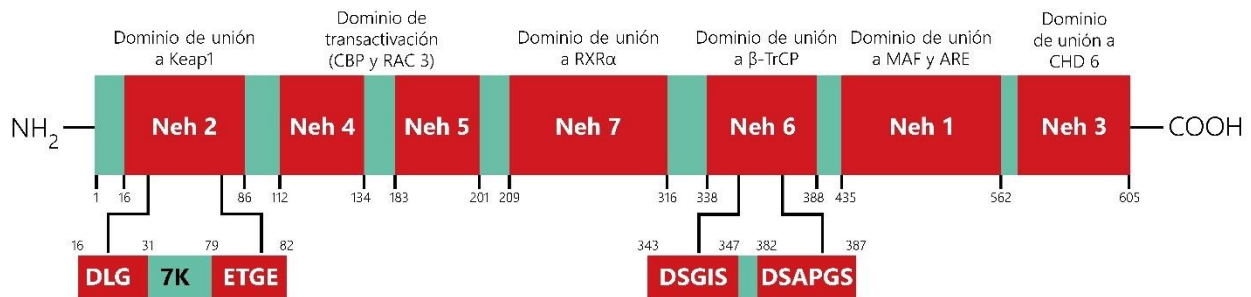 Dominio de unión
a Keap1
Dominio de
transactivación
(CBP y RAC 3)
Dominio de unión
a RXRα
Dominio de unión
a β-TrCP
Dominio de unión
a MAF y ARE
Dominio
de unión a
CHD 6
NH₂
Neh 2
Neh 4
Neh 5
Neh 7
Neh 6
Neh 1
Neh 3
COOH
1 16 86 112 134 183 201 209 316 338 388 435 562 605
16 31 79 82
DLG 7K ETGE
343 347 382 387
DSGIS DSAPGS